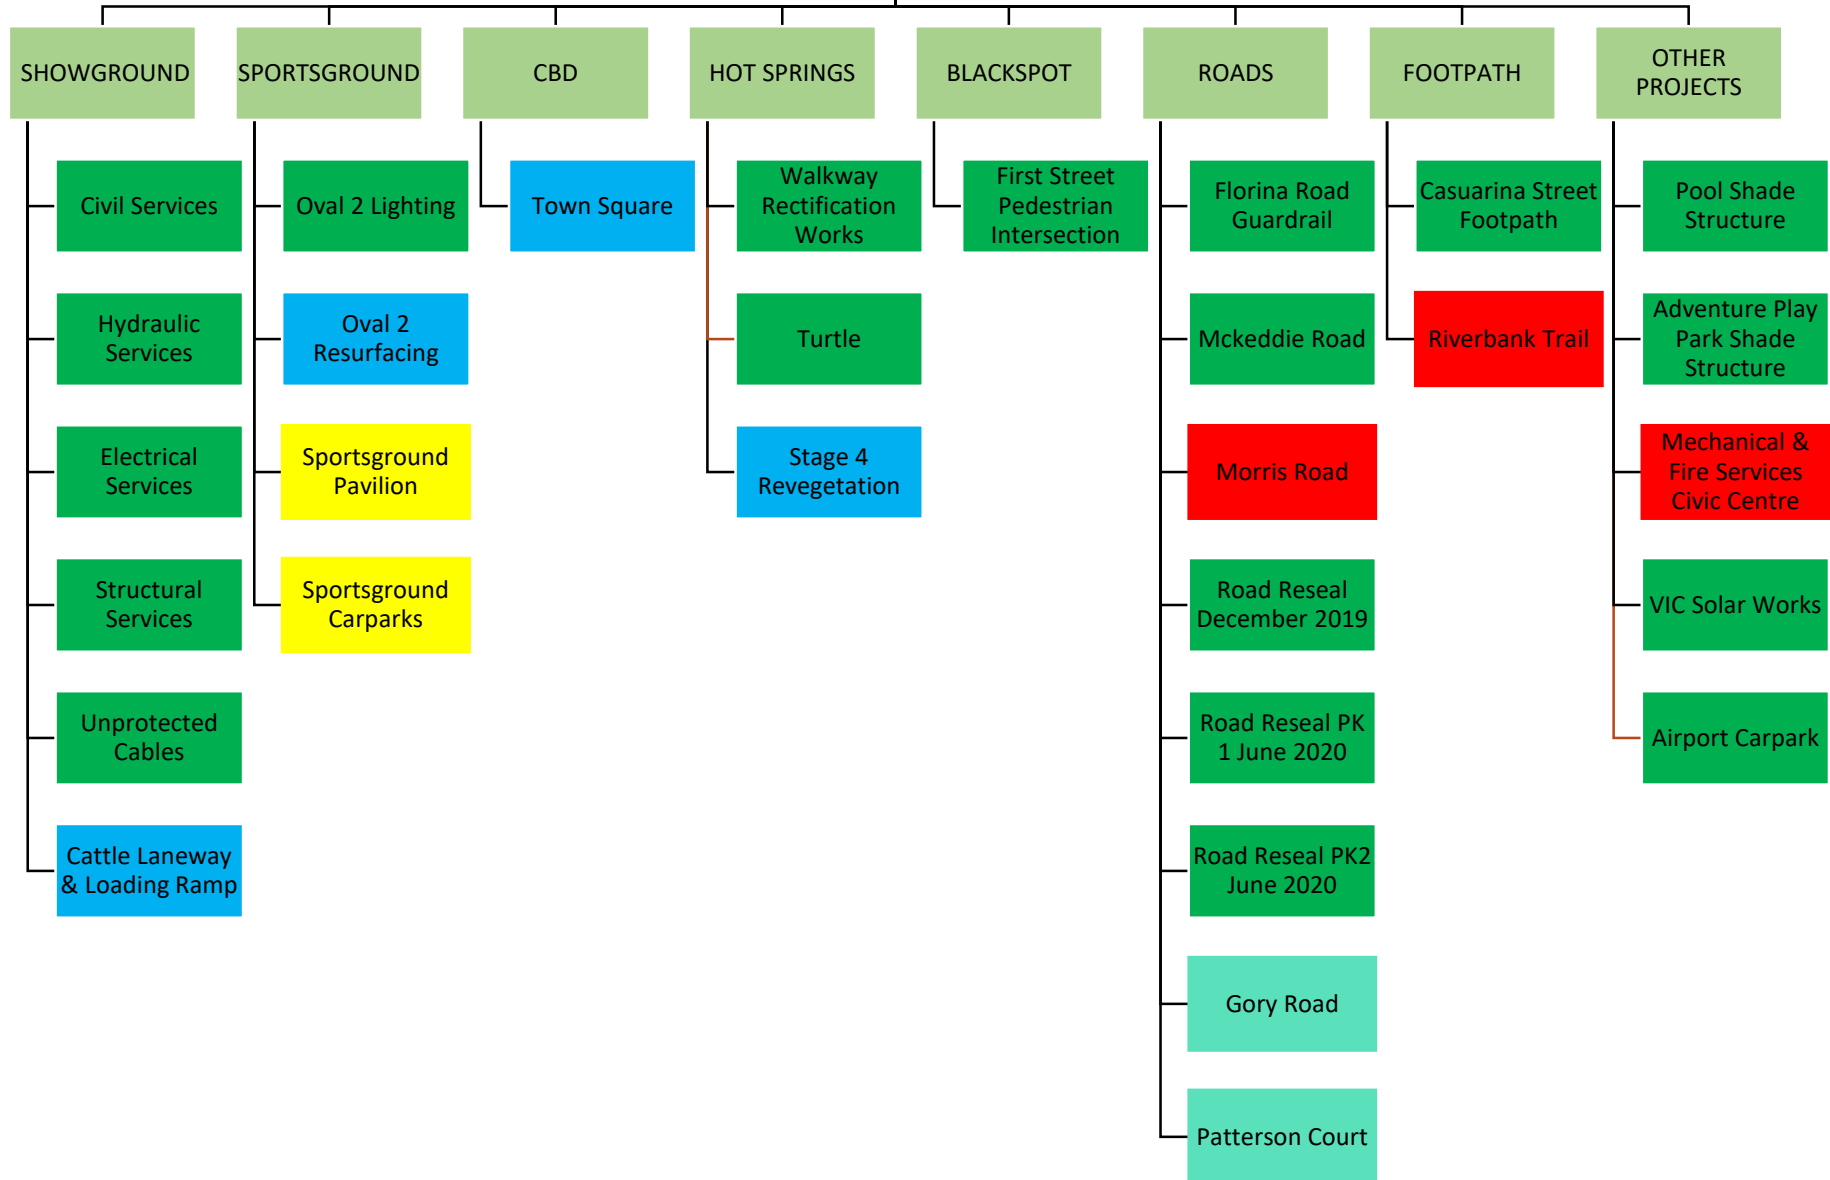 SHOWGROUND
SPORTSGROUND
CBD
HOT SPRINGS
BLACKSPOT
ROADS
FOOTPATH
OTHER
PROJECTS
Civil Services
Hydraulic
Services
Electrical
Services
Structural
Services
Unprotected
Cables
Cattle Laneway
& Loading Ramp
Oval 2 Lighting
Oval 2
Resurfacing
Sportsground
Pavilion
Sportsground
Carparks
Town Square
Walkway
Rectification
Works
Turtle
Stage 4
Revegetation
First Street
Pedestrian
Intersection
Florina Road
Guardrail
Mckeddie Road
Morris Road
Road Reseal
December 2019
Road Reseal PK
1 June 2020
Road Reseal PK2
June 2020
Gory Road
Patterson Court
Casuarina Street
Footpath
Riverbank Trail
Pool Shade
Structure
Adventure Play
Park Shade
Structure
Mechanical &
Fire Services
Civic Centre
VIC Solar Works
Airport Carpark